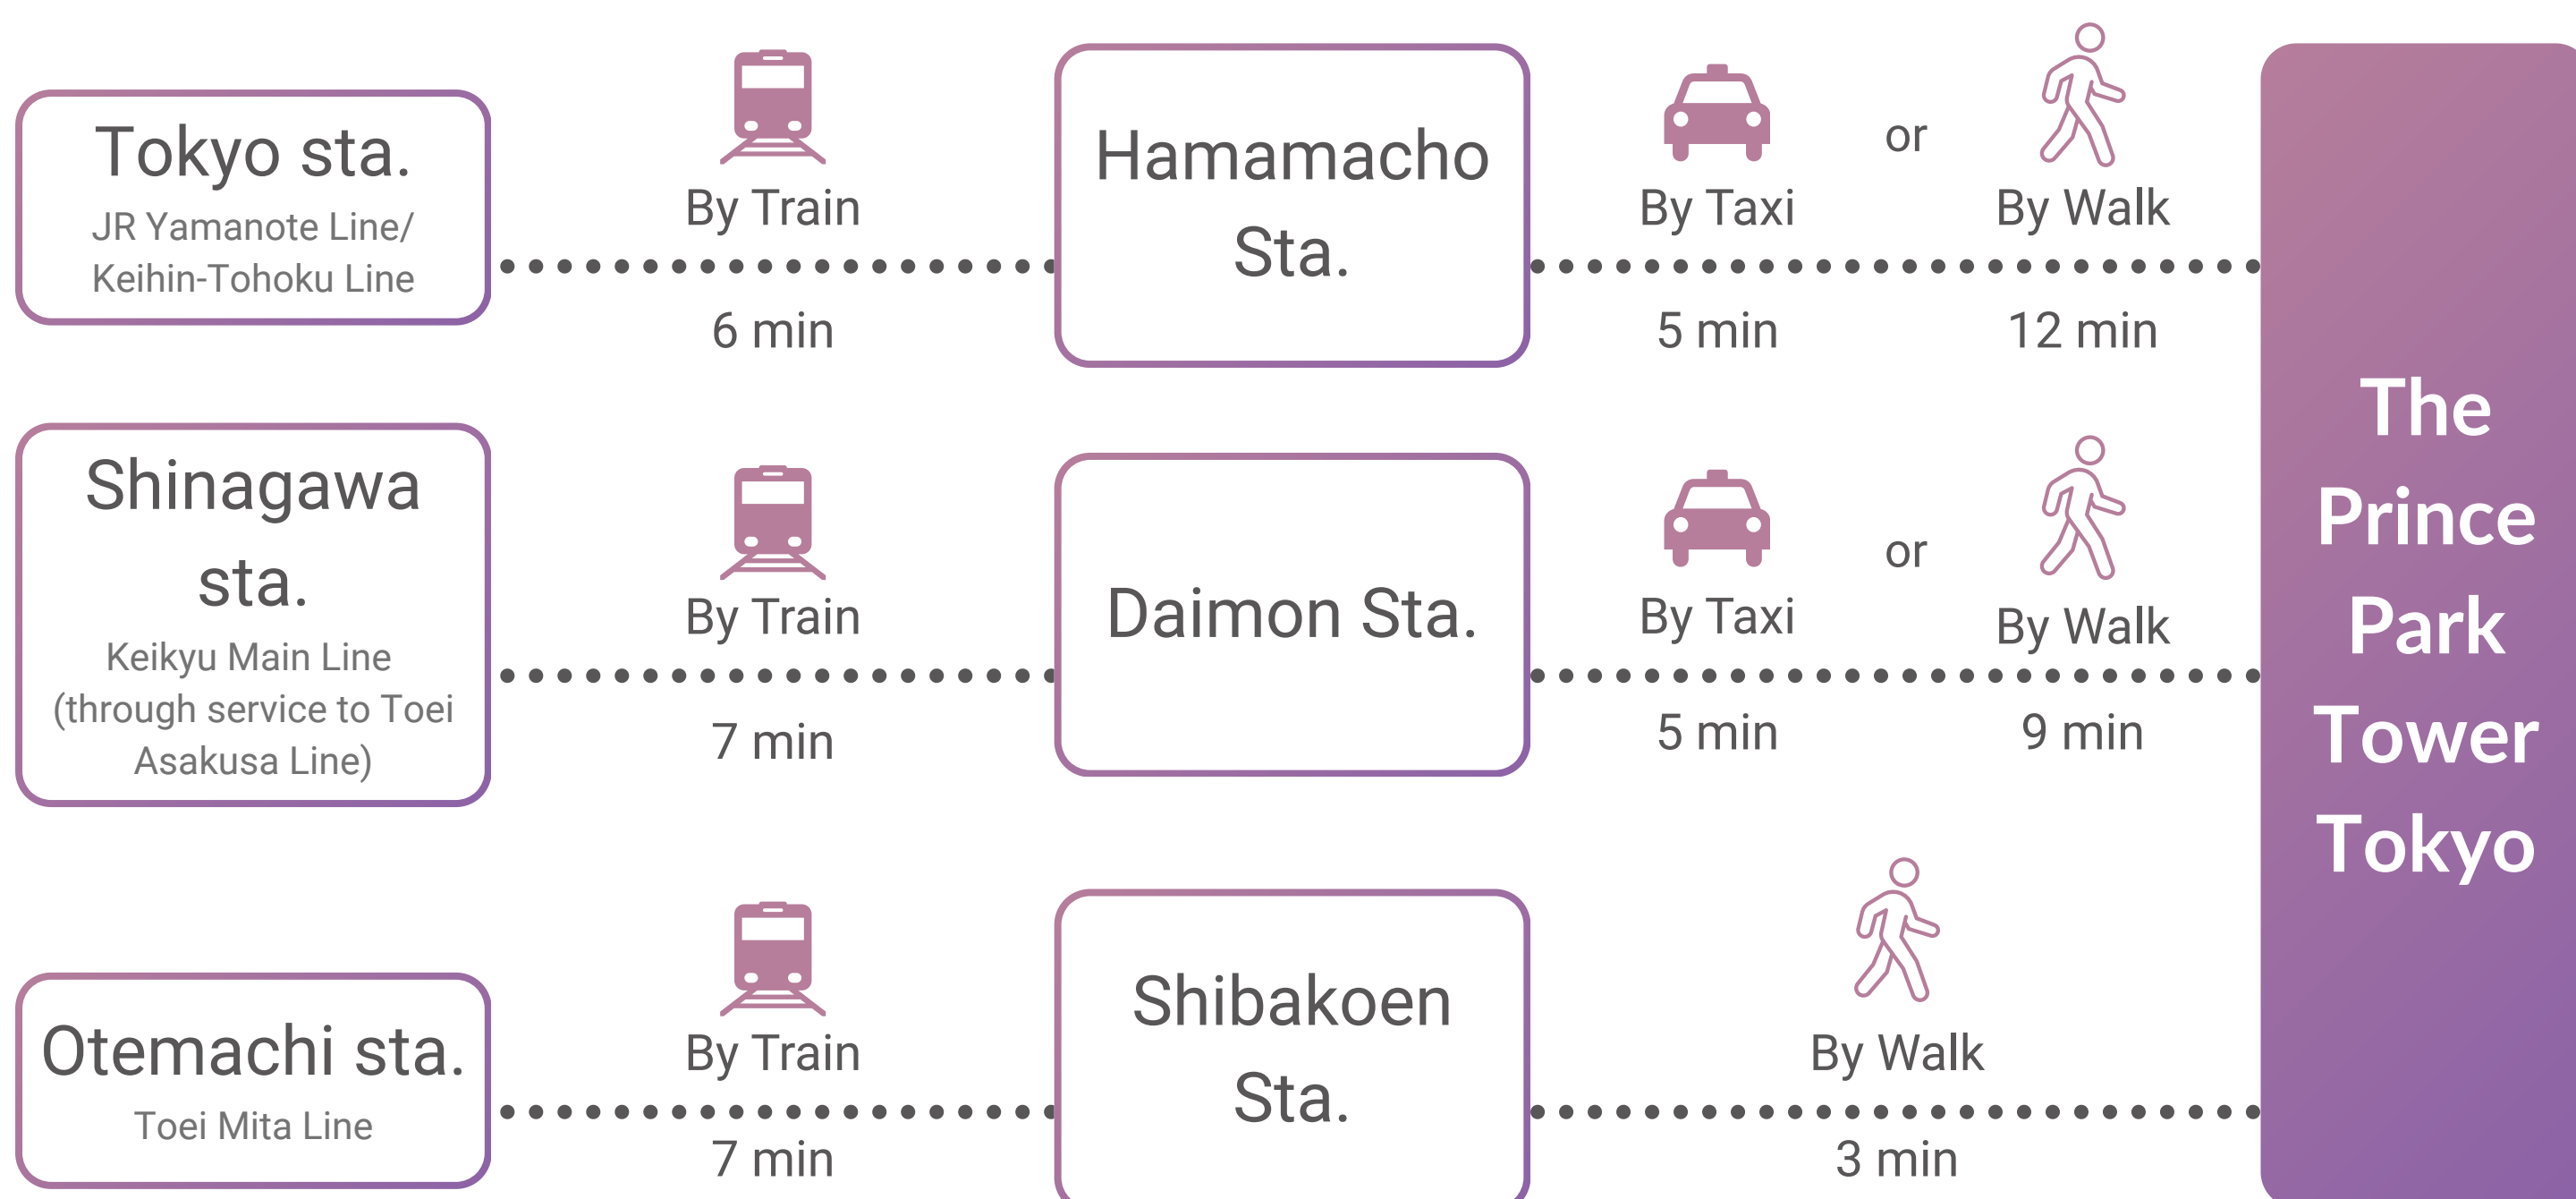 Tokyo sta.
JR Yamanote Line/
Keihin-Tohoku Line
By Train
6 min
Hamamacho
Sta.
By Taxi
5 min
or
By Walk
12 min
Shinagawa
sta.
Keikyu Main Line
(through service to Toei
Asakusa Line)
By Train
7 min
Daimon Sta.
By Taxi
5 min
or
By Walk
9 min
Otemachi sta.
Toei Mita Line
By Train
7 min
Shibakoen
Sta.
By Walk
3 min
The
Prince
Park
Tower
Tokyo